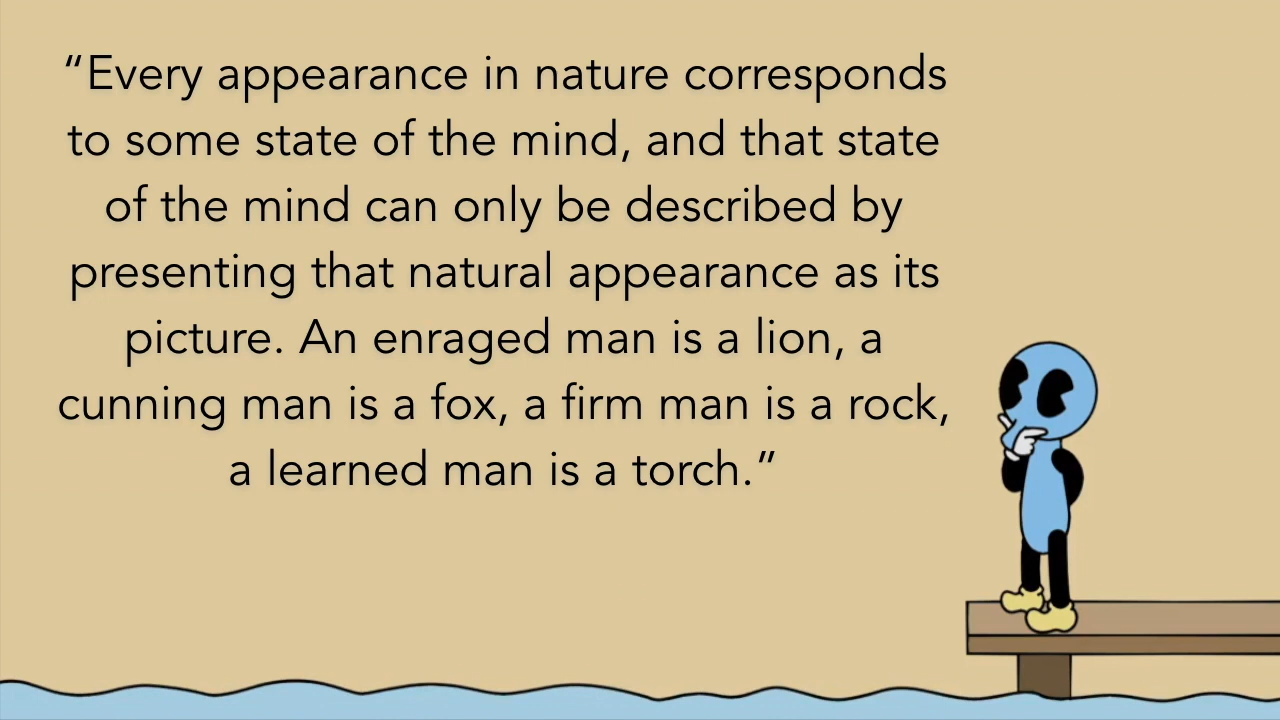 “Every appearance in nature corresponds
to some state of the mind, and that state
of the mind can only be described by
presenting that natural appearance as its
picture. An enraged man is a lion, a
cunning man is a fox, a firm man is a rock,
a learned man is a torch.”